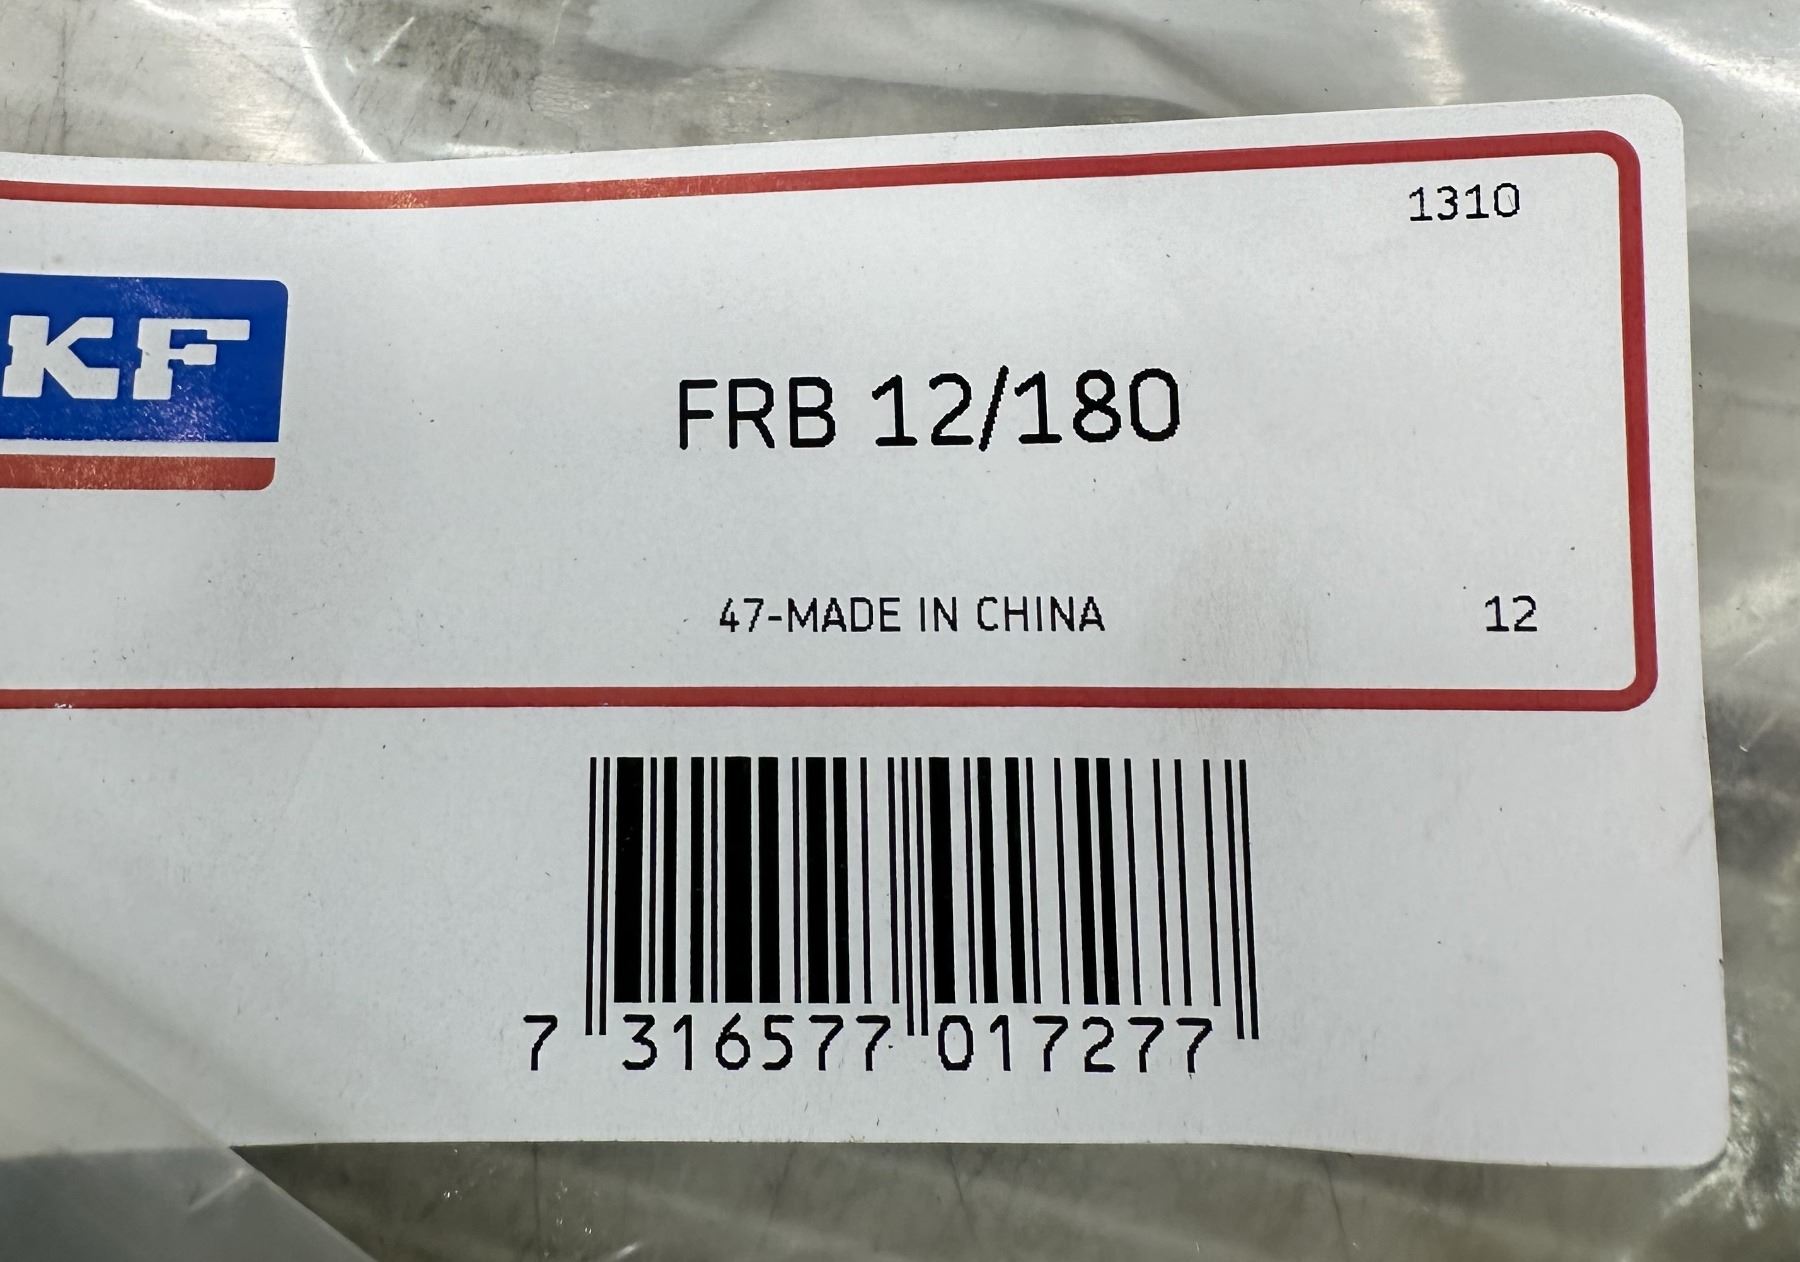 1310
KF
FRB 12/180
47-MADE IN CHINA
12
7 316577 017277